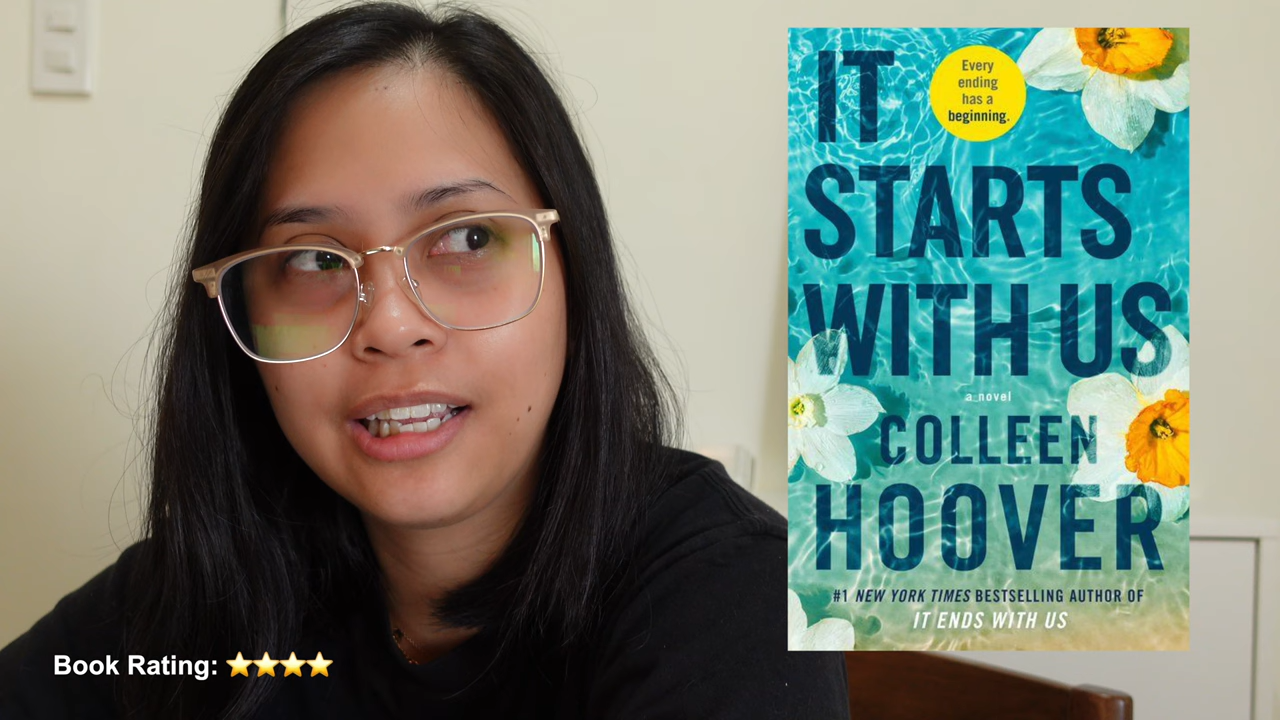 IT
Every
ending
has a
beginning.
STARTS
WITH US
a novel
COLLEEN
HOOVER
#1 NEW YORK TIMES BESTSELLING AUTHOR OF
IT ENDS WITH US
Book Rating: ⭐⭐⭐⭐